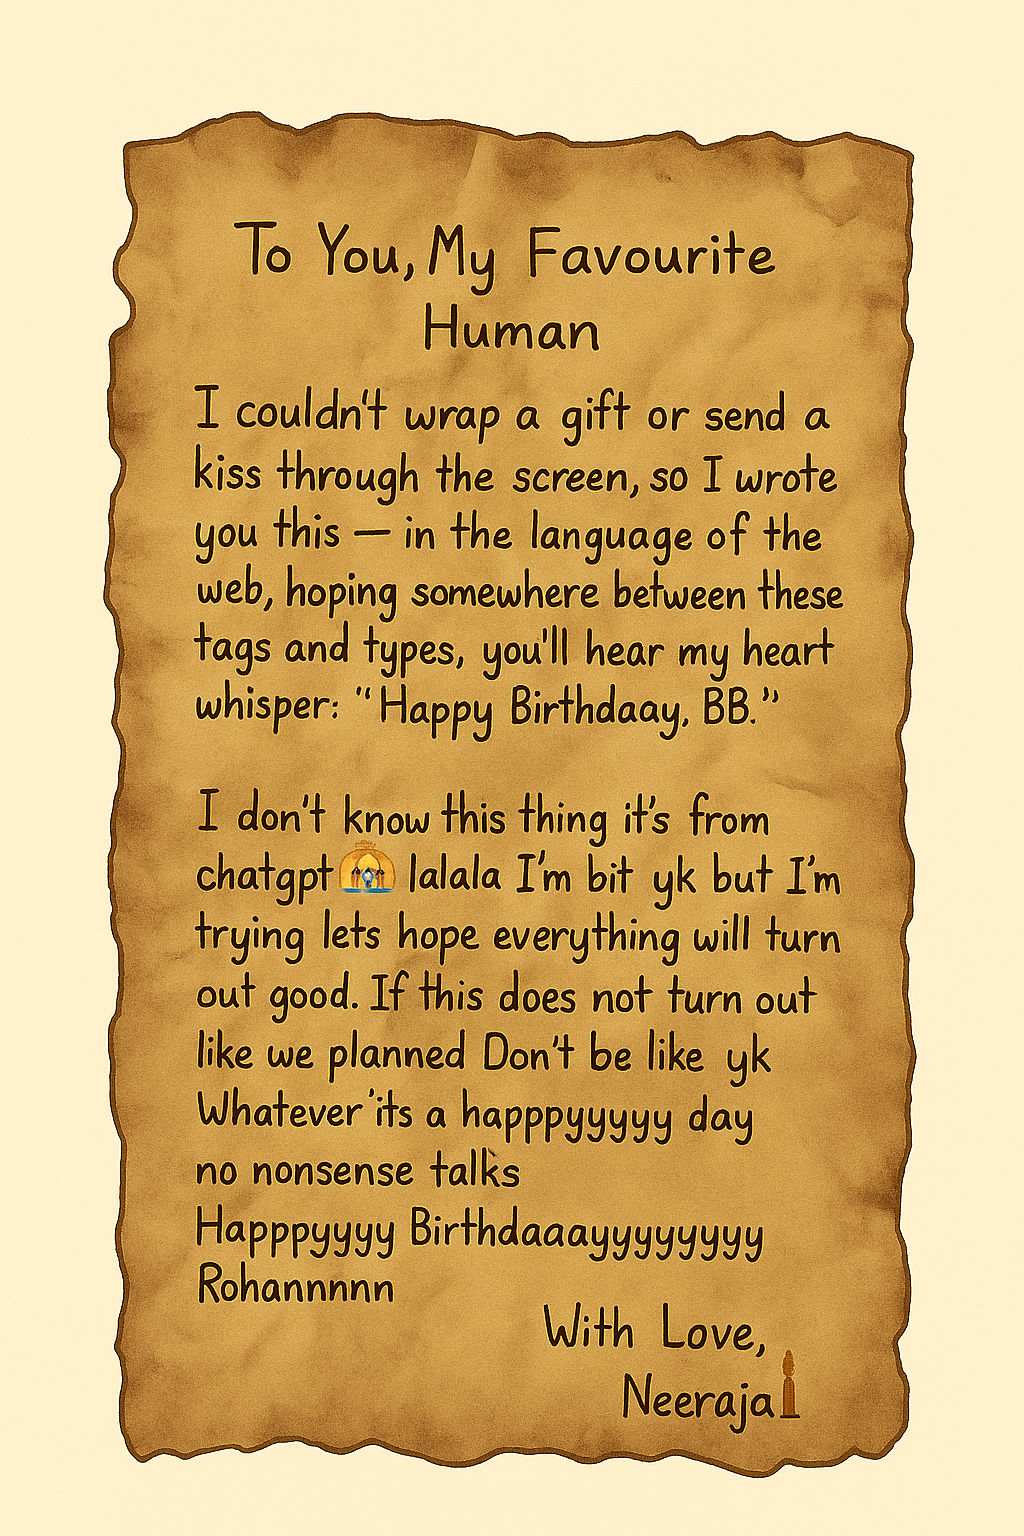 To You, My Favourite
Human
I couldn't wrap a gift or send a
kiss through the screen, so I wrote
you this — in the language of the
web, hoping somewhere between these
tags and types, you'll hear my heart
whisper: “Happy Birthdaay, BB.”
I don't know this thing it's from
chatgpt lalala I'm bit yk but I'm
trying lets hope everything will turn
out good. If this does not turn out
like we planned Don't be like yk
Whatever'its a happpyyyyy day
no nonsense talks
Happpyyyy Birthdaaayyyyyyyy
Rohannnnn
With Love,
Neeraja